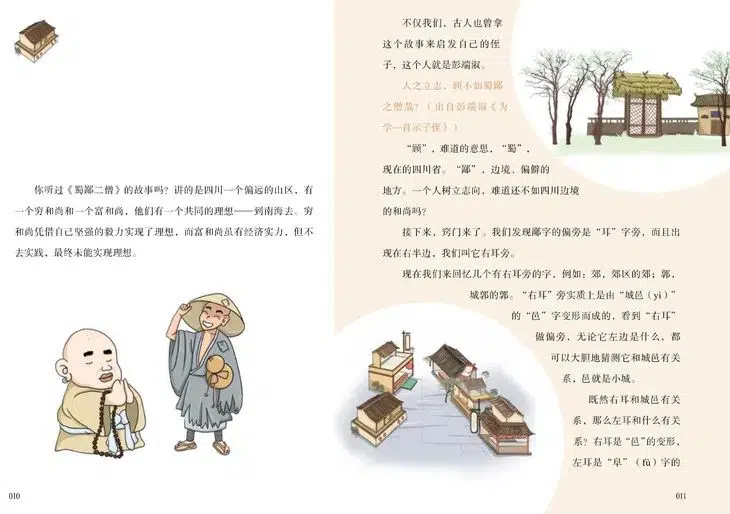 你听过《蜀鄙二僧》的故事吗？讲的是四川一个偏远的山区，有
一个穷和尚和一个富和尚，他们有一个共同的理想——到南海去。穷
和尚凭借自己坚强的毅力实现了理想，而富和尚虽有经济实力，但不
去实践，最终未能实现理想。
010
不仅我们，古人也曾拿
这个故事来启发自己的侄
子，这个人就是彭端淑。
人之立志，顾不如蜀鄙
之僧哉？（出自彭端淑《为
学一首示子侄》）
“顾”，难道的意思，“蜀”，
现在的四川省。“鄙”，边境、偏僻的
地方。一个人树立志向，难道还不如四川边境
的和尚吗？
接下来，窍门来了。我们发现鄙字的偏旁是“耳”字旁，而且出
现在右半边，我们叫它右耳旁。
现在我们来回忆几个有右耳旁的字，例如：郊，郊区的郊；郭，
城郭的郭。“右耳”旁实质上是由“城邑（yì）”
的“邑”字变形而成的，看到“右耳”
做偏旁，无论它左边是什么，都
可以大胆地猜测它和城邑有关
系，邑就是小城。
既然右耳和城邑有关
系，那么左耳和什么有关
系？右耳是“邑”的变形，
左耳是“阜”（fù）字的
011